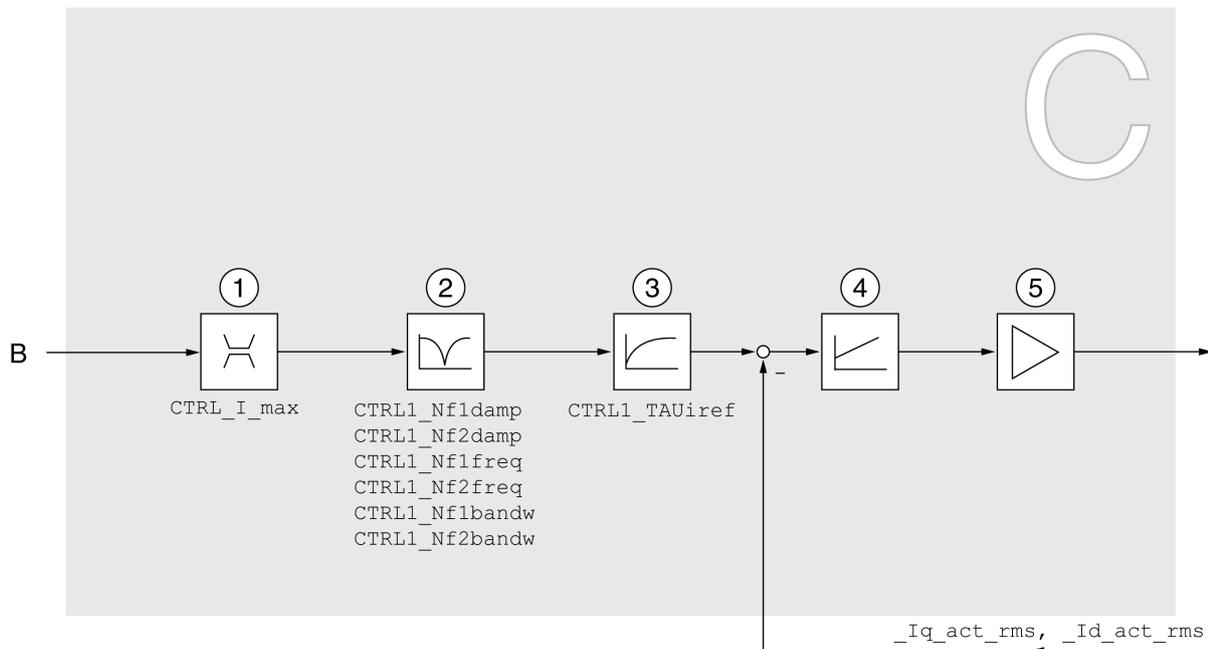 C
1
2
3
4
5
B
-
CTRL_I_max
CTRL1_Nf1damp
CTRL1_Nf2damp
CTRL1_Nf1freq
CTRL1_Nf2freq
CTRL1_Nf1bandw
CTRL1_Nf2bandw
CTRL1_TAUiref
_Iq_act_rms, _Id_act_rms